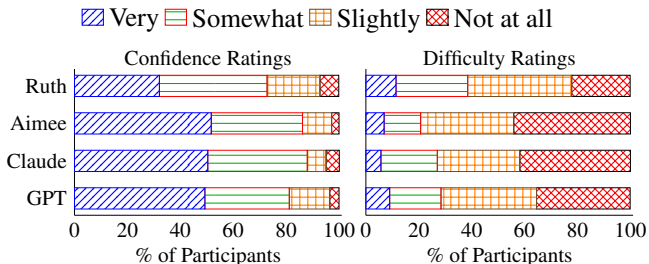 Very Somewhat Slightly Not at all
Confidence Ratings Difficulty Ratings
Ruth
Aimee
Claude
GPT
0 20 40 60 80 100 0 20 40 60 80 100
% of Participants % of Participants